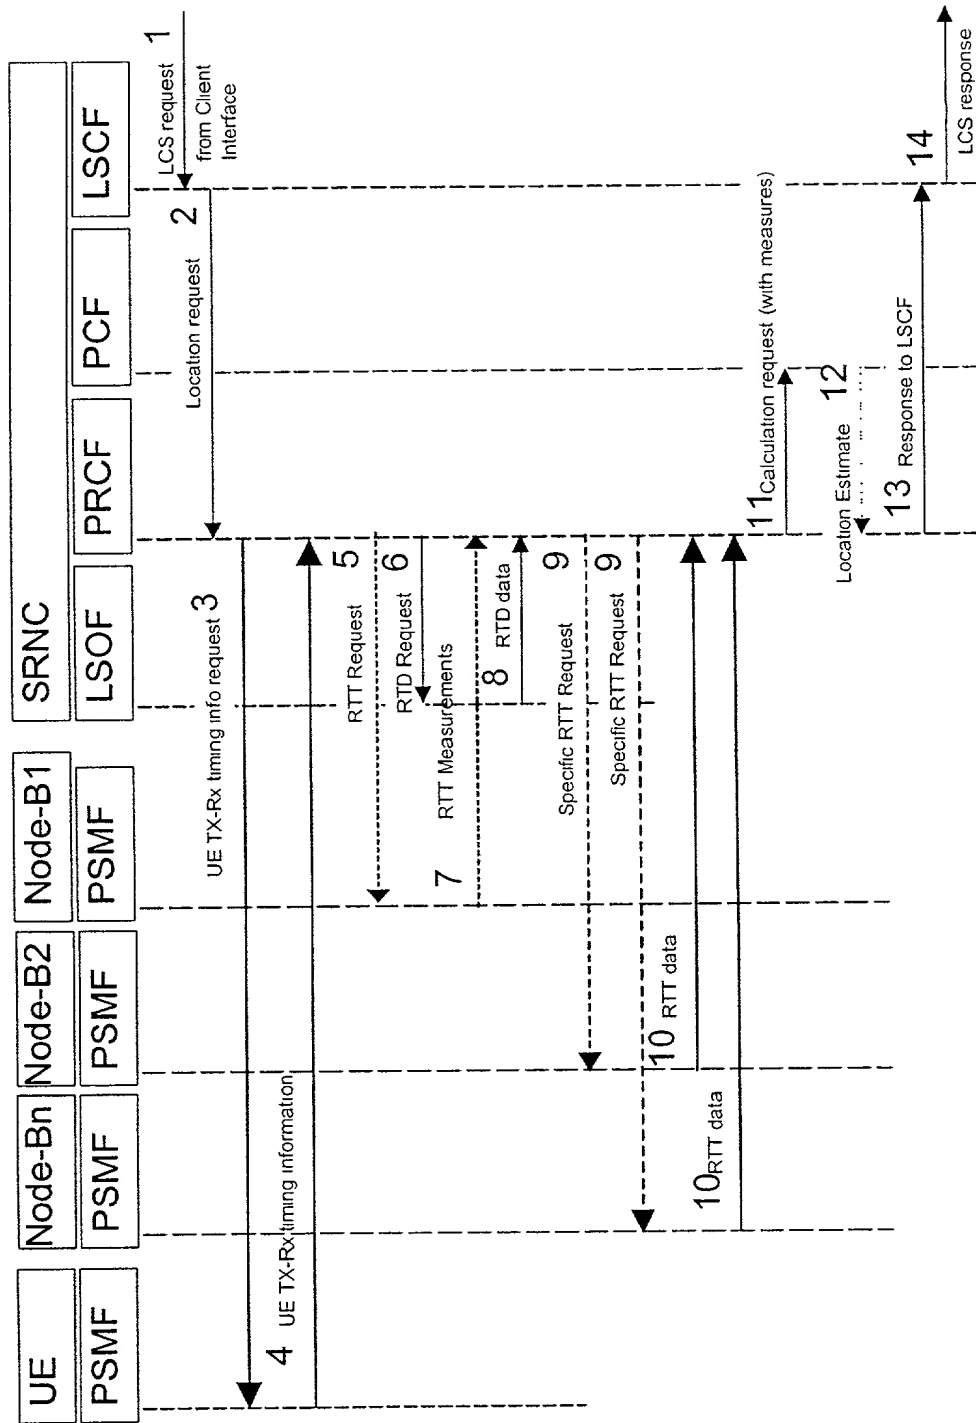 UE
Node-Bn
Node-B2
Node-B1
SRNC
PSMF
PSMF
PSMF
PSMF
LSOF
PRCF
PCF
LSCF
1
LCS request
from Client
Interface
2
Location request
UE TX-Rx timing info request 3
4
UE TX-Rx timing information
5
RTT Request
6
RTD Request
RTT Measurements
7
8
RTD data
9
Specific RTT Request
9
Specific RTT Request
10 RTT data
10 RTT data
11 Calculation request (with measures)
Location Estimate 12
13 Response to LSCF
14
LCS response